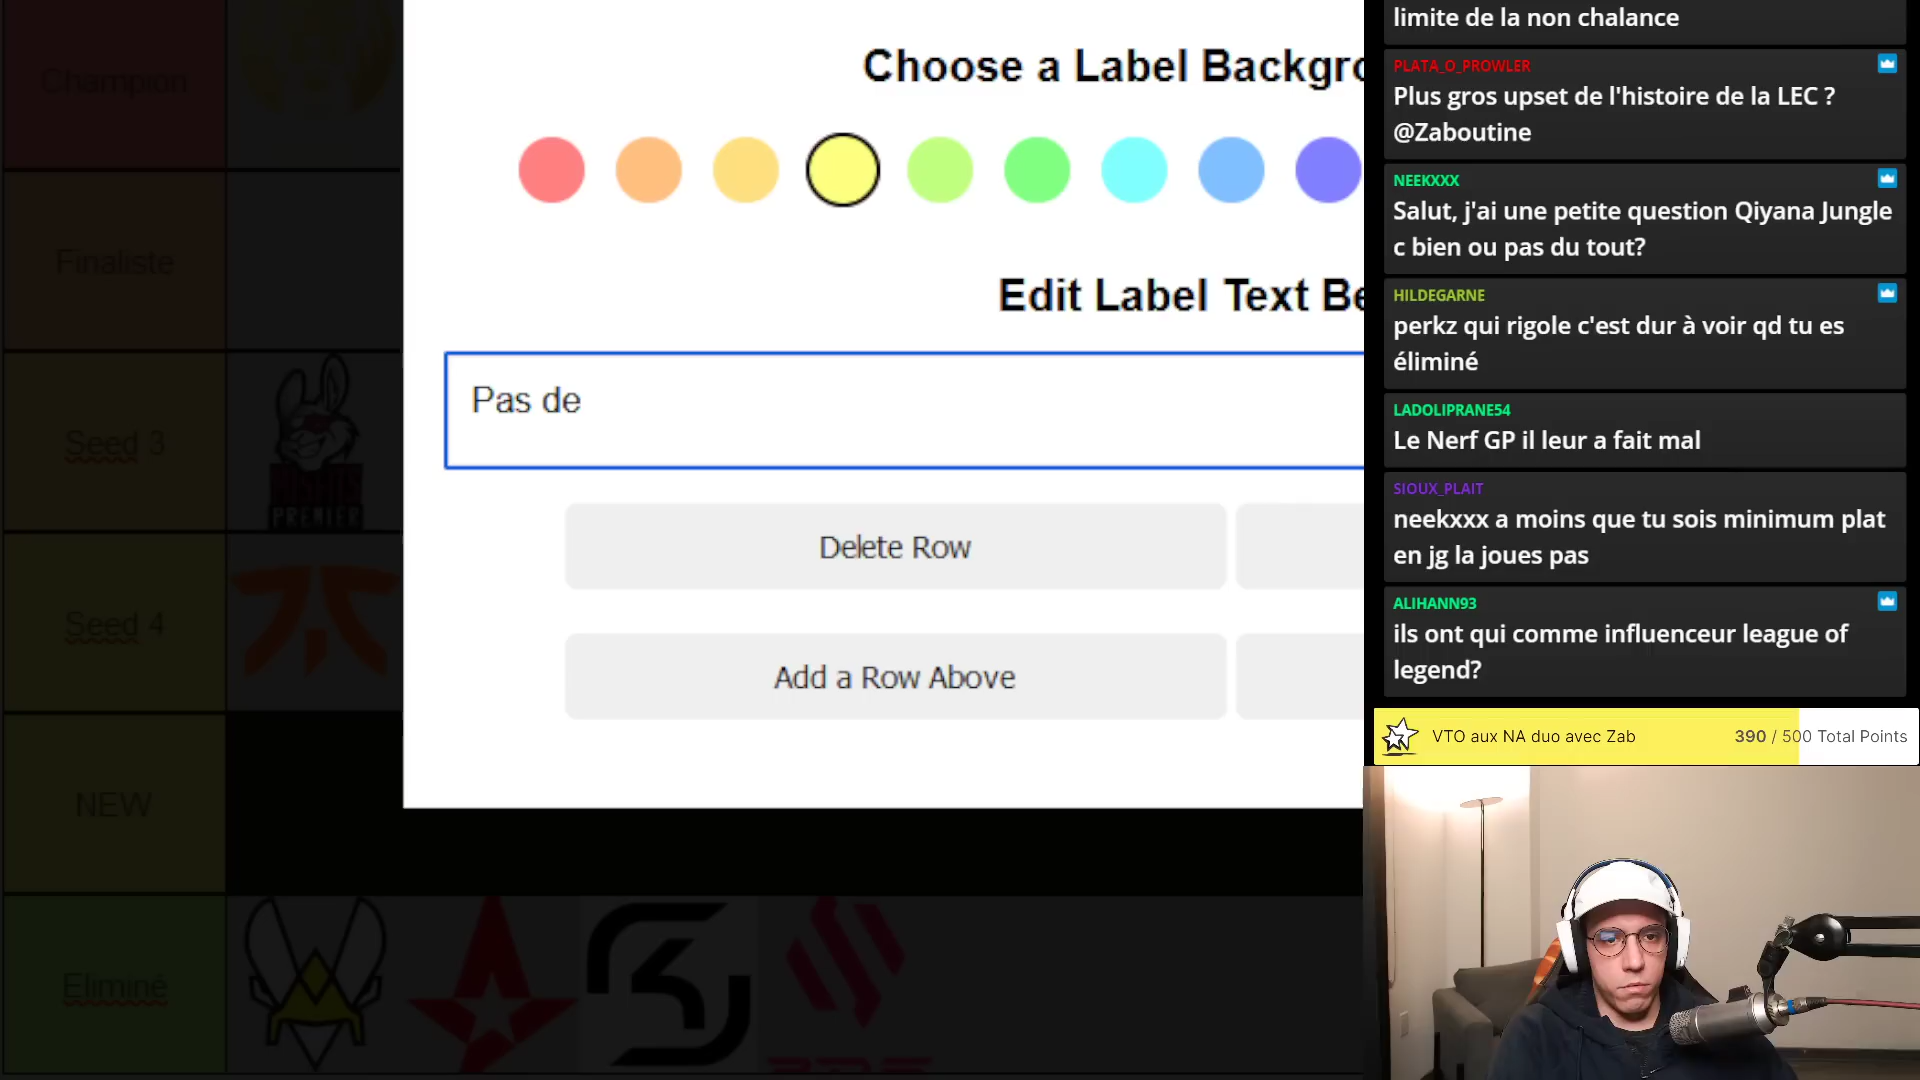 Champion
Finaliste
Seed 3
Seed 4
NEW
Eliminé
PREMIER
Choose a Label Backgro
Edit Label Text Be
Pas de
Delete Row
Add a Row Above
limite de la non chalance
PLATA_O_PROWLER
Plus gros upset de l'histoire de la LEC ?
@Zaboutine
NEEKXXX
Salut, j'ai une petite question Qiyana Jungle
c bien ou pas du tout?
HILDEGARNE
perkz qui rigole c'est dur à voir qd tu es
éliminé
LADOLIPRANE54
Le Nerf GP il leur a fait mal
SIOUX_PLAIT
neekxxx a moins que tu sois minimum plat
en jg la joues pas
ALIHANN93
ils ont qui comme influenceur league of
legend?
VTO aux NA duo avec Zab 390 / 500 Total Points